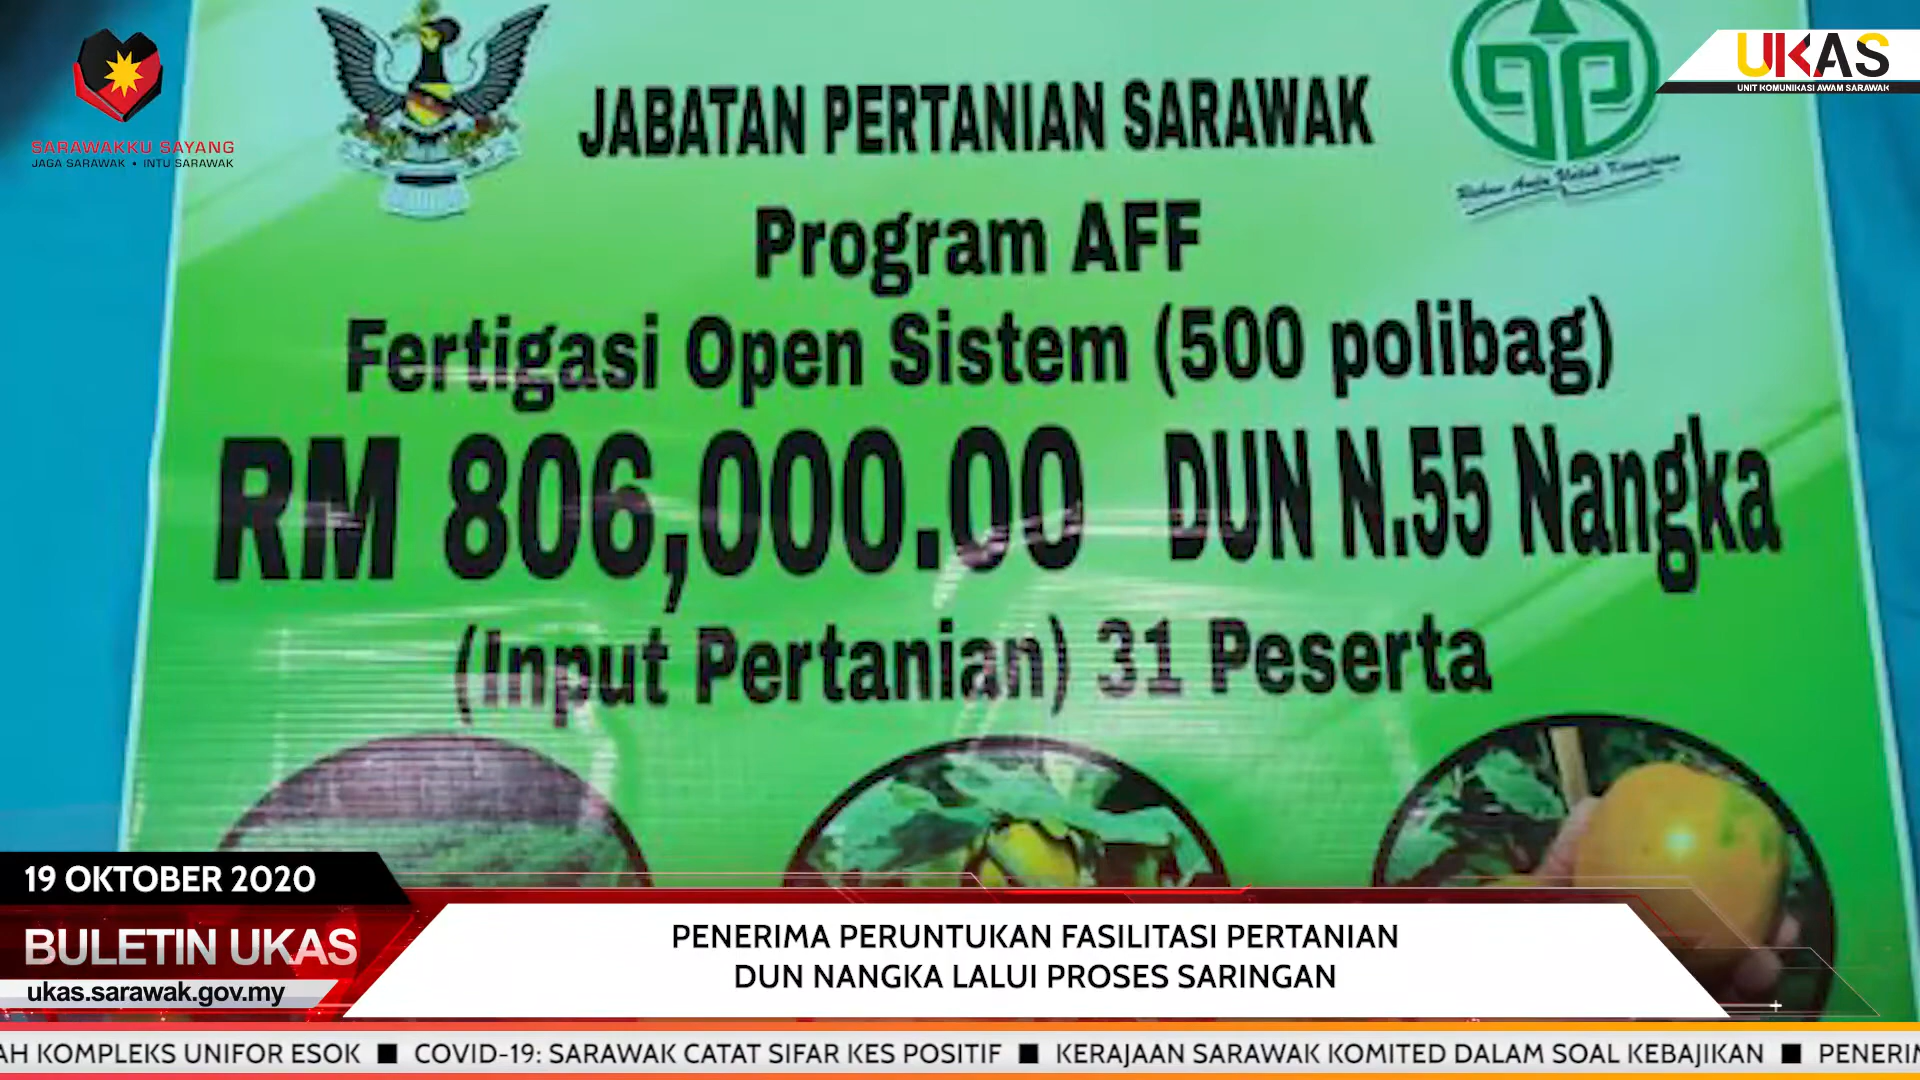 SARAWAKKU SAYANG
JAGA SARAWAK • INTU SARAWAK
UKAS
UNIT KOMUNIKASI AWAM SARAWAK
JABATAN PERTANIAN SARAWAK
Program AFF
Fertigasi Open Sistem (500 polibag)
RM 806,000.00 DUN N.55 Nangka
(Input Pertanian) 31 Peserta
19 OKTOBER 2020
BULETIN UKAS
ukas.sarawak.gov.my
PENERIMA PERUNTUKAN FASILITASI PERTANIAN
DUN NANGKA LALUI PROSES SARINGAN
AH KOMPLEKS UNIFOR ESOK ■ COVID-19: SARAWAK CATAT SIFAR KES POSITIF ■ KERAJAAN SARAWAK KOMITED DALAM SOAL KEBAJIKAN ■